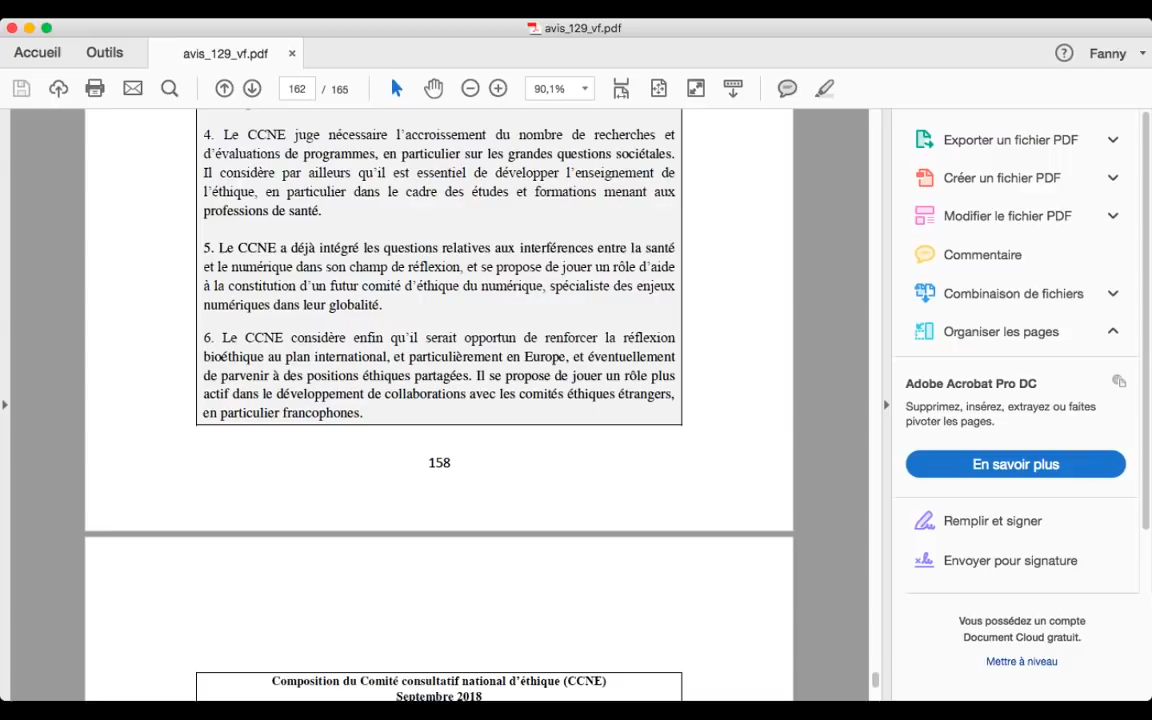 avis_129_vf.pdf
Accueil Outils avis_129_vf.pdf × ? Fanny
162 / 165 90,1%
4. Le CCNE juge nécessaire l'accroissement du nombre de recherches et
d'évaluations de programmes, en particulier sur les grandes questions sociétales.
Il considère par ailleurs qu'il est essentiel de développer l'enseignement de
l'éthique, en particulier dans le cadre des études et formations menant aux
professions de santé.
5. Le CCNE a déjà intégré les questions relatives aux interférences entre la santé
et le numérique dans son champ de réflexion, et se propose de jouer un rôle d'aide
à la constitution d'un futur comité d'éthique du numérique, spécialiste des enjeux
numériques dans leur globalité.
6. Le CCNE considère enfin qu'il serait opportun de renforcer la réflexion
bioéthique au plan international, et particulièrement en Europe, et éventuellement
de parvenir à des positions éthiques partagées. Il se propose de jouer un rôle plus
actif dans le développement de collaborations avec les comités éthiques étrangers,
en particulier francophones.
158
Composition du Comité consultatif national d'éthique (CCNE)
Septembre 2018
Exporter un fichier PDF
Créer un fichier PDF
Modifier le fichier PDF
Commentaire
Combinaison de fichiers
Organiser les pages
Adobe Acrobat Pro DC
Supprimez, insérez, extrayez ou faites
pivoter les pages.
En savoir plus
Remplir et signer
Envoyer pour signature
Vous possédez un compte
Document Cloud gratuit.
Mettre à niveau